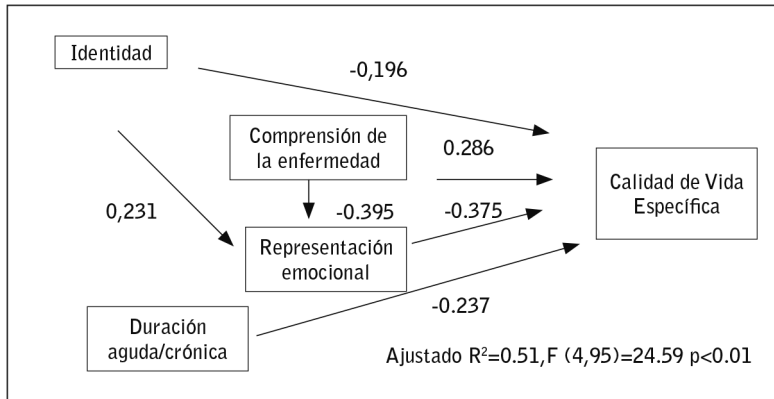 Identidad
-0,196
Comprensión de
la enfermedad
0.286
Calidad de Vida
Específica
0,231
-0.395
-0.375
Representación
emocional
-0.237
Duración
aguda/crónica
Ajustado R²=0.51,F (4,95)=24.59 p<0.01